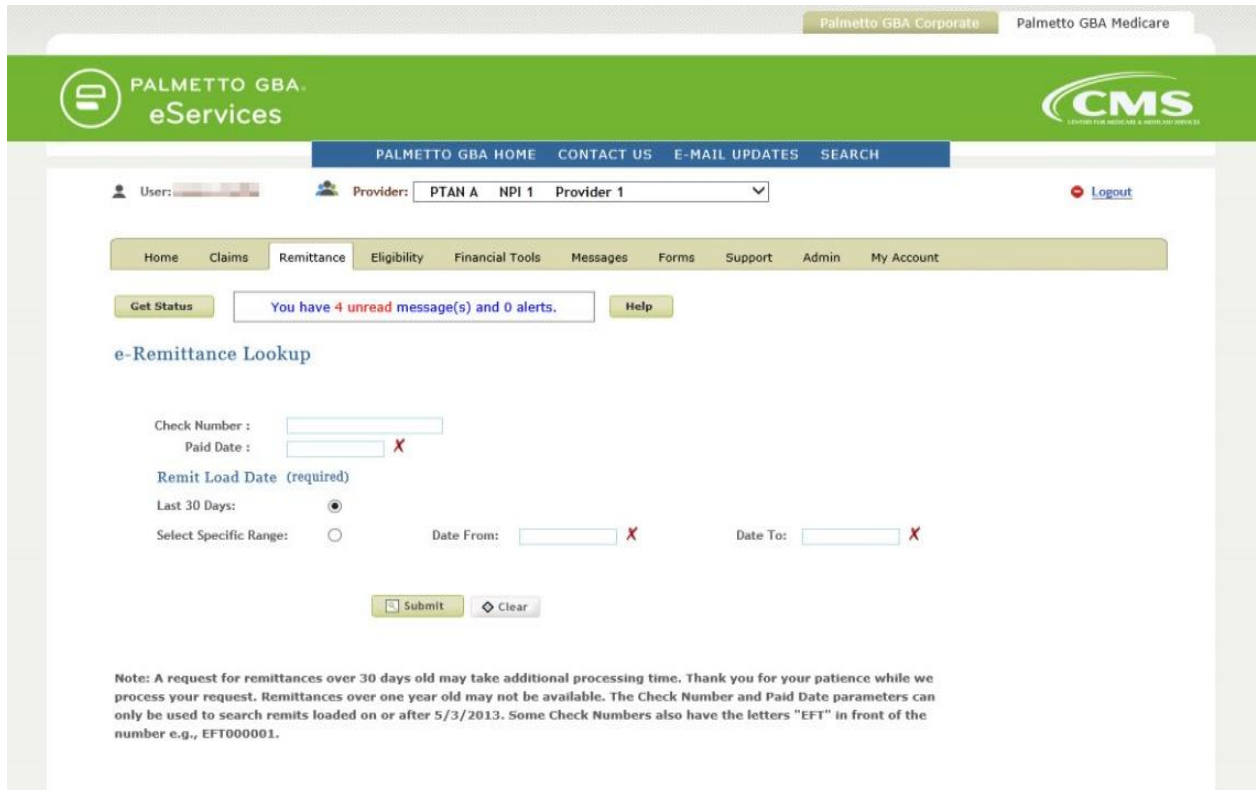 Palmetto GBA Corporate Palmetto GBA Medicare
PALMETTO GBA.
eServices
CMS
CENTERS FOR MEDICARE & MEDICAID SERVICES
PALMETTO GBA HOME CONTACT US E-MAIL UPDATES SEARCH
User: Provider: PTAN A NPI 1 Provider 1 Logout
Home Claims Remittance Eligibility Financial Tools Messages Forms Support Admin My Account
Get Status You have 4 unread message(s) and 0 alerts. Help
e-Remittance Lookup
Check Number :
Paid Date : X
Remit Load Date (required)
Last 30 Days:
Select Specific Range: Date From: X Date To: X
Submit Clear
Note: A request for remittances over 30 days old may take additional processing time. Thank you for your patience while we
process your request. Remittances over one year old may not be available. The Check Number and Paid Date parameters can
only be used to search remits loaded on or after 5/3/2013. Some Check Numbers also have the letters "EFT" in front of the
number e.g., EFT000001.